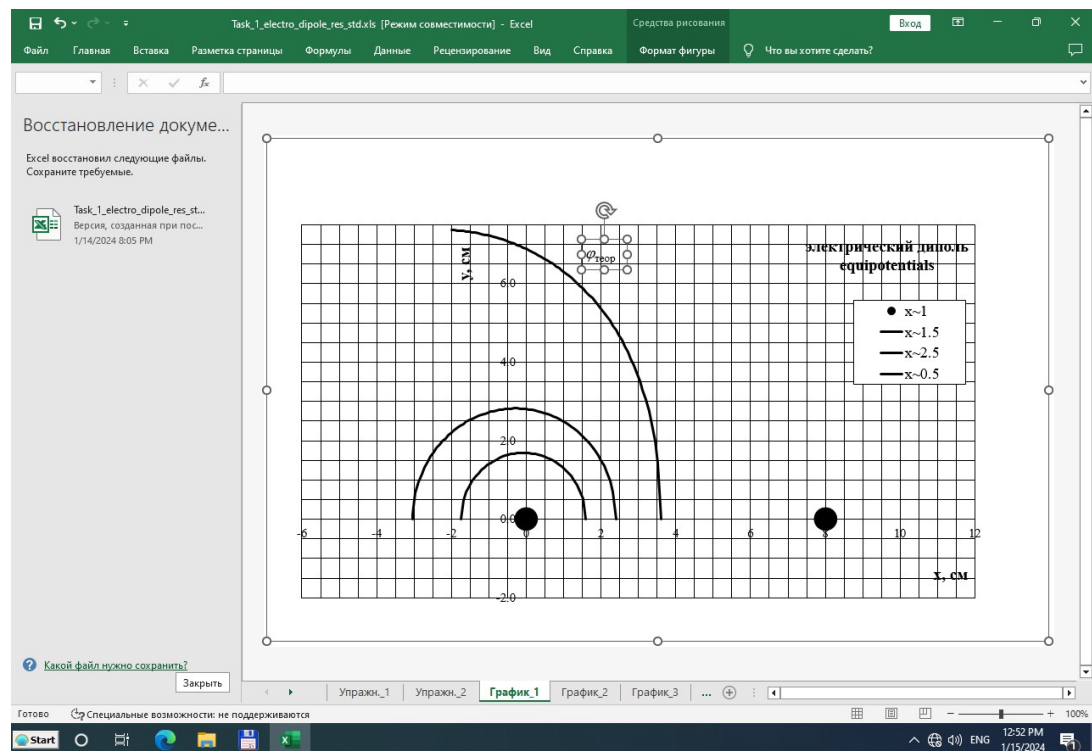 Task_1_electro_dipole_res_std.xls [Режим совместимости] - Excel
Средства рисования
Вход
Файл
Главная
Вставка
Разметка страницы
Формулы
Данные
Рецензирование
Вид
Справка
Формат фигуры
Что вы хотите сделать?
fx
Восстановление докуме...
Excel восстановил следующие файлы.
Сохраните требуемые.
Task_1_electro_dipole_res_st...
Версия, созданная при пос...
1/14/2024 8:05 PM
электрический диполь
equipotentials
y, см
φтеор
x~1
x~1.5
x~2.5
x~0.5
6.0
4.0
2.0
0.0
-2.0
-6
-4
-2
0
2
4
6
8
10
12
x, см
Какой файл нужно сохранить?
Закрыть
Упражн._1
Упражн._2
График_1
График_2
График_3
...
Готово
Специальные возможности: не поддерживаются
100%
Start
ENG
12:52 PM
1/15/2024